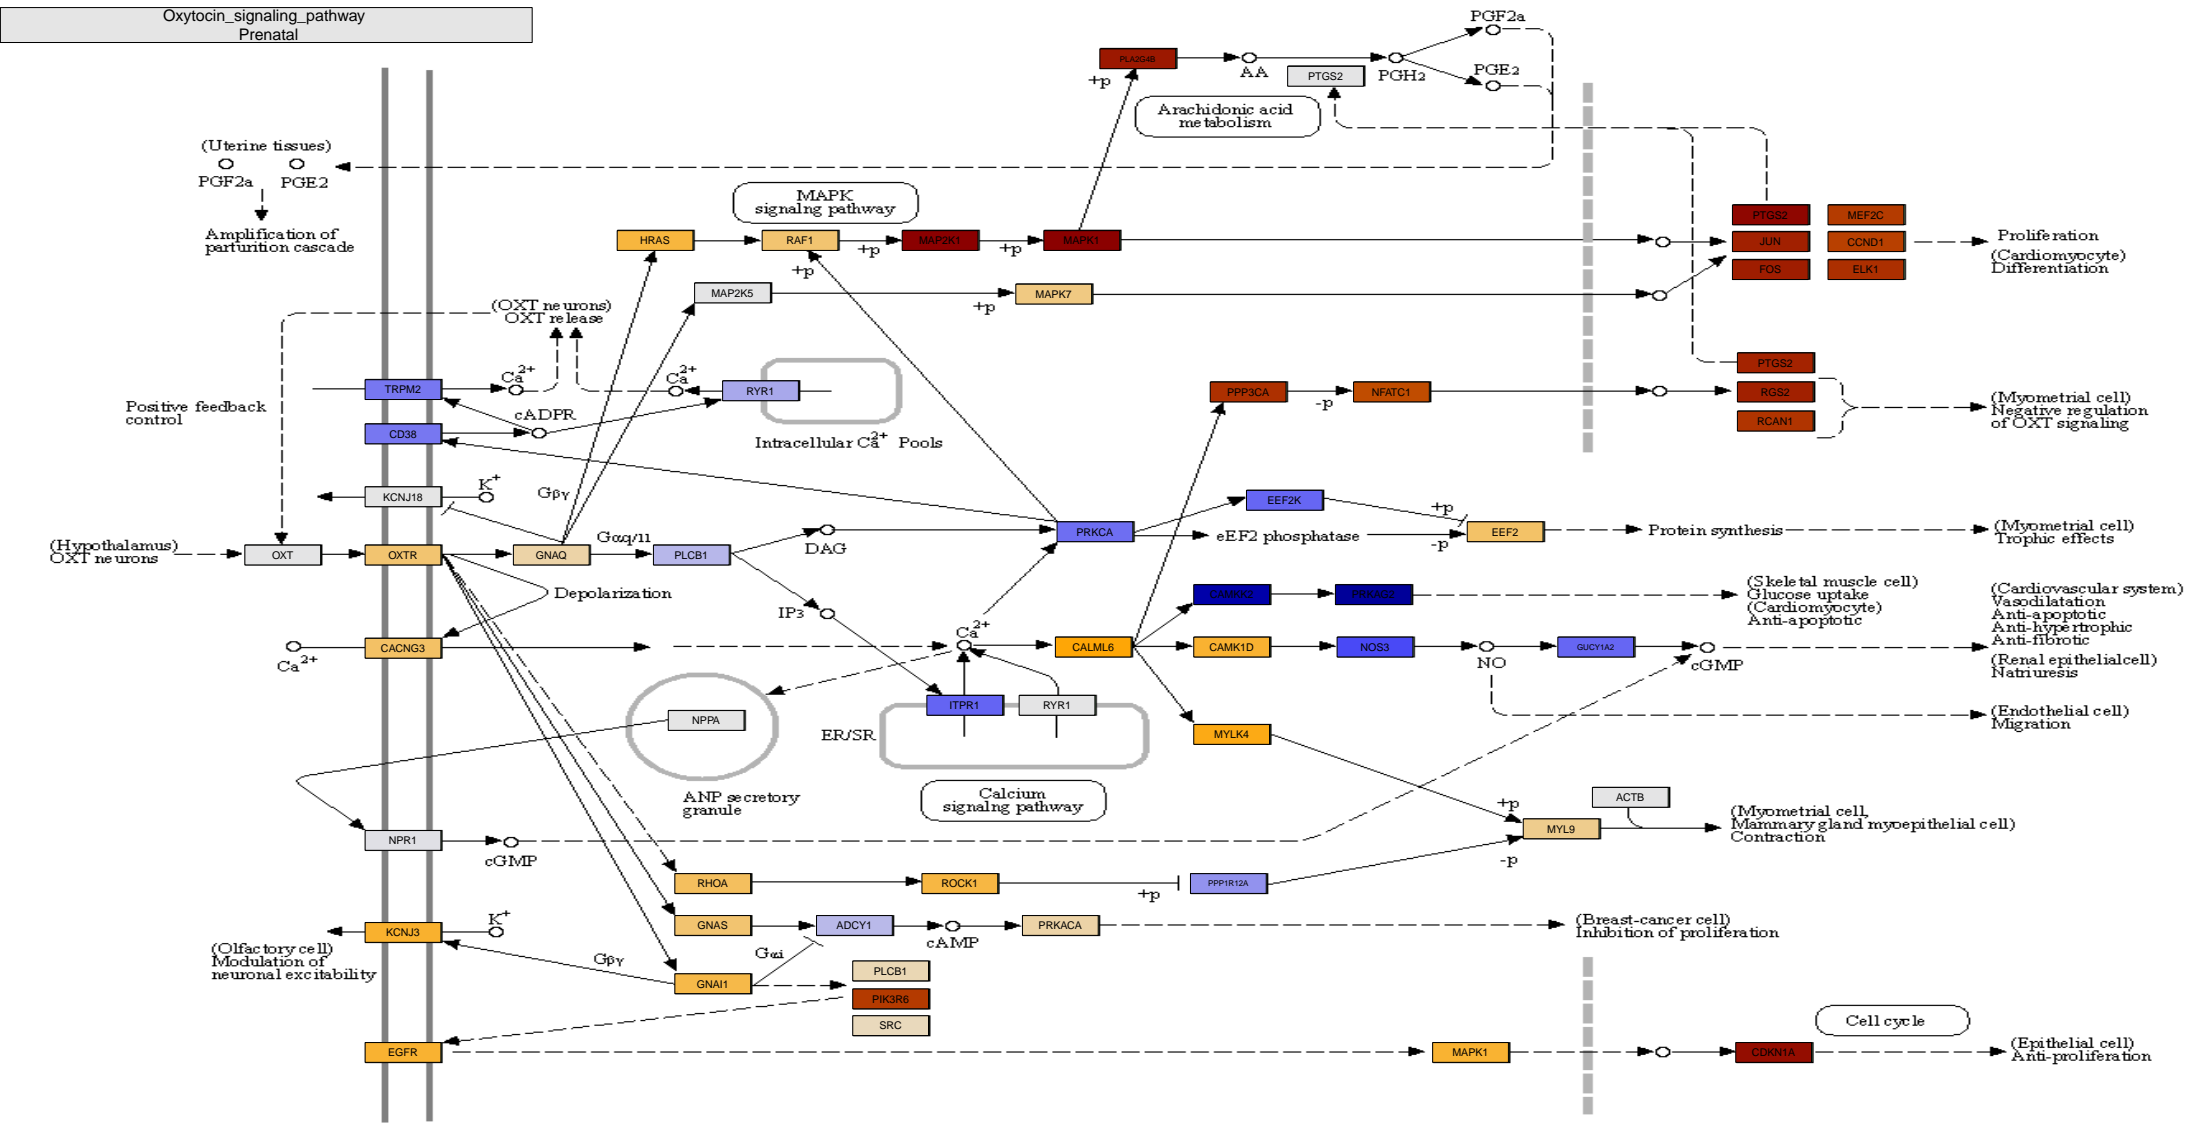 Oxytocin_signaling_pathway
Prenatal
PGF2a
PLA2G4B
+p
AA
PTGS2
PGH2
PGE2
Arachidonic acid
metabolism
(Uterine tissues)
PGF2a
PGE2
Amplification of
parturition cascade
MAPK
signalng pathway
HRAS
RAF1
+p
MAP2K1
+p
MAPK1
+p
PTGS2
MEF2C
JUN
CCND1
FOS
ELK1
Proliferation
(Cardiomyocyte)
Differentiation
MAP2K5
+p
MAPK7
(OXT neurons)
OXT release
TRPM2
Ca2+
Ca2+
RYR1
cADPR
CD38
Intracellular Ca2+ Pools
Positive feedback
control
PPP3CA
-p
NFATC1
PTGS2
RGS2
RCAN1
(Myometrial cell)
Negative regulation
of OXT signaling
KCNJ18
K+
Gβγ
EEF2K
+p
PRKCA
eEF2 phosphatase
-p
EEF2
Protein synthesis
(Myometrial cell)
Trophic effects
(Hypothalamus)
OXT neurons
OXT
OXTR
GNAQ
Gαq/11
PLCB1
DAG
Depolarization
IP3
CAMKK2
PRKAG2
(Skeletal muscle cell)
Glucose uptake
(Cardiomyocyte)
Anti-apoptotic
(Cardiovascular system)
Vasodilatation
Anti-apoptotic
Anti-hypertrophic
Anti-fibrotic
(Renal epithelialcell)
Natriuresis
Ca2+
CACNG3
Ca2+
CALML6
CAMK1D
NOS3
NO
GUCY1A2
cGMP
NPPA
ITPR1
RYR1
ER/SR
MYLK4
(Endothelial cell)
Migration
ANP secretory
granule
Calcium
signalng pathway
NPR1
cGMP
+p
MYL9
-p
ACTB
(Myometrial cell,
Mammary gland myoepithelial cell)
Contraction
RHOA
ROCK1
+p
PPP1R12A
KCNJ3
K+
GNAS
ADCY1
cAMP
PRKACA
(Breast-cancer cell)
Inhibition of proliferation
(Olfactory cell)
Modulation of
neuronal excitability
Gβγ
Gαi
GNAI1
PLCB1
PIK3R6
SRC
EGFR
MAPK1
CDKN1A
Cell cycle
(Epithelial cell)
Anti-proliferation